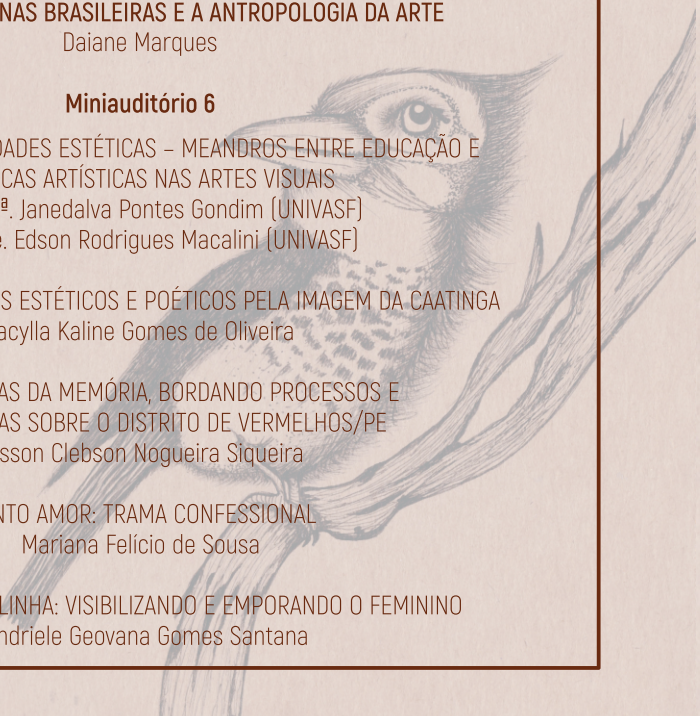 NAS BRASILEIRAS E A ANTROPOLOGIA DA ARTE
Daiane Marques
Miniauditório 6
DADES ESTÉTICAS – MEANDROS ENTRE EDUCAÇÃO E
CAS ARTÍSTICAS NAS ARTES VISUAIS
ª. Janedalva Pontes Gondim (UNIVASF)
e. Edson Rodrigues Macalini (UNIVASF)
S ESTÉTICOS E POÉTICOS PELA IMAGEM DA CAATINGA
acylla Kaline Gomes de Oliveira
AS DA MEMÓRIA, BORDANDO PROCESSOS E
AS SOBRE O DISTRITO DE VERMELHOS/PE
sson Clebson Nogueira Siqueira
NTO AMOR: TRAMA CONFESSIONAL
Mariana Felício de Sousa
LINHA: VISIBILIZANDO E EMPORANDO O FEMININO
ndriele Geovana Gomes Santana